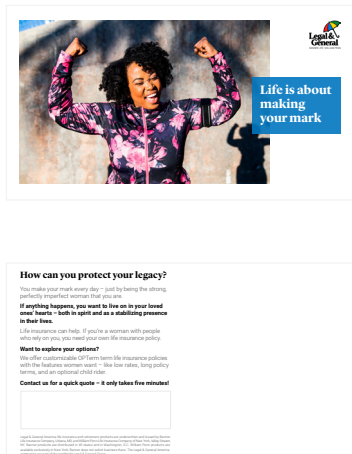 Legal &
General
Life is about
making
your mark
How can you protect your legacy?
You make your mark every day – just by being the strong,
perfectly imperfect woman that you are.
If anything happens, you want to live on in your loved
ones' hearts – both in spirit and as a stabilizing presence
in their lives.
Life insurance can help. If you're a woman with people
who rely on you, you need your own life insurance policy.
Want to explore your options?
We offer customizable OPTerm term life insurance policies
with the features women want – like low rates, long policy
terms, and an optional child rider.
Contact us for a quick quote – it only takes five minutes!